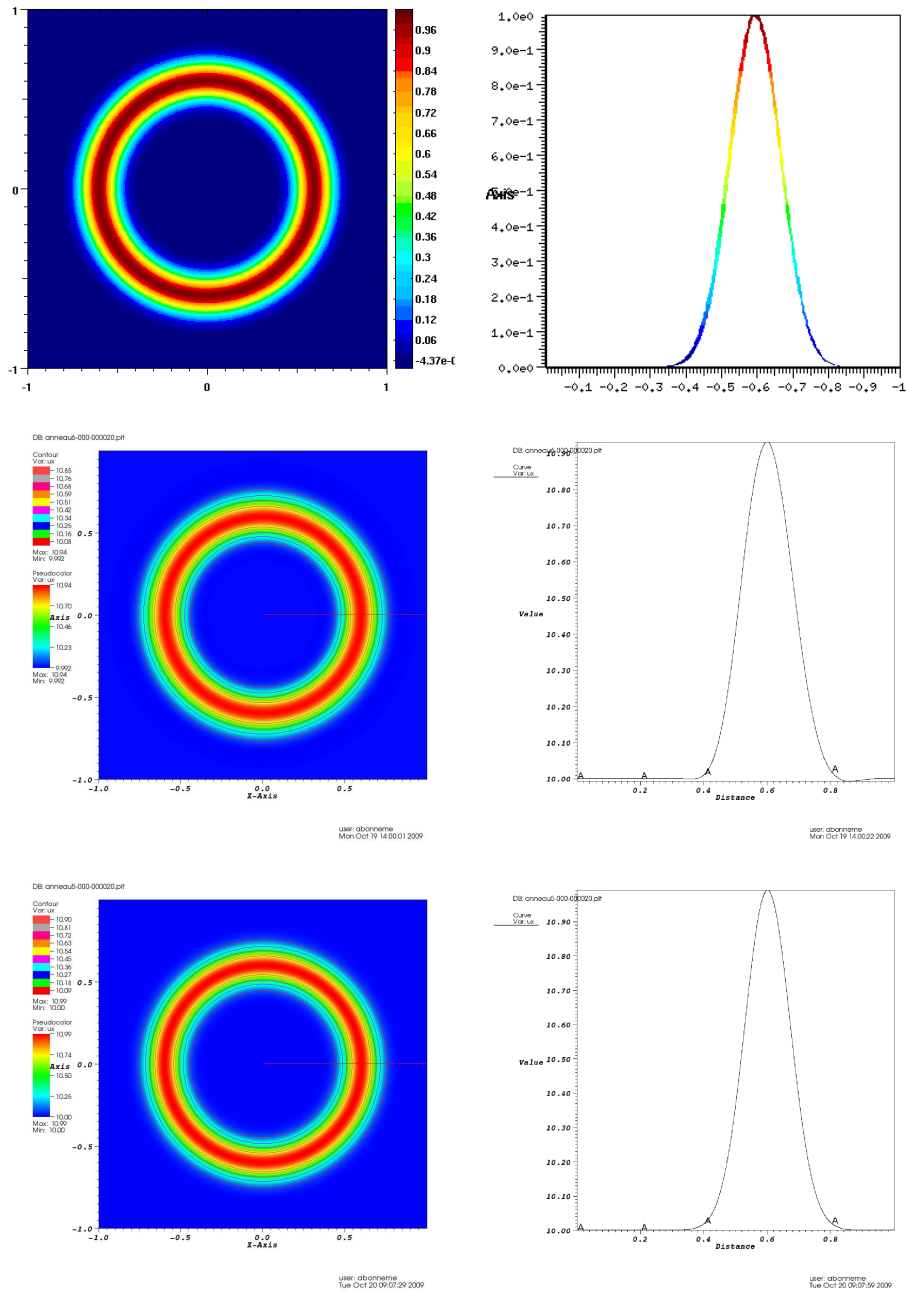 1
0.96
0.9
0.84
0.78
0.72
0.66
0.6
0.54
0.48
0.42
0.36
0.3
0.24
0.18
0.12
0.06
0
-1
-1 0 1
1.0e0
9.0e-1
8.0e-1
7.0e-1
6.0e-1
Axis
4.0e-1
3.0e-1
2.0e-1
1.0e-1
0.0e0
-0.1 -0.2 -0.3 -0.4 -0.5 -0.6 -0.7 -0.8 -0.9 -1
DB: anneau6-000-000020.plt
Contour
Var: ux
10.85
10.76
10.68
10.59
10.51
10.42
10.34
10.25
10.16
10.08
Max: 10.94
Min: 9.992
Pseudocolor
Var: ux
10.94
10.70
10.46
10.23
9.992
Max: 10.94
Min: 9.992
Axis
0.5
0.0
-0.5
-1.0
-1.0 -0.5 0.0 0.5
X-Axis
user: abonneme
Mon Oct 19 14:00:01 2009
DB: anneau6-000-000020.plt
Curve
Var: ux
10.90
10.80
10.70
10.60
10.50
Value
10.40
10.30
10.20
10.10
10.00
A A A A
0.2 0.4 0.6 0.8
Distance
user: abonneme
Mon Oct 19 14:00:22 2009
DB: anneau5-000-000020.plt
Contour
Var: ux
10.90
10.81
10.72
10.63
10.54
10.45
10.36
10.27
10.18
10.09
Max: 10.99
Min: 10.00
Pseudocolor
Var: ux
10.99
10.74
10.50
10.25
10.00
Max: 10.99
Min: 10.00
Axis
0.5
0.0
-0.5
-1.0
-1.0 -0.5 0.0 0.5
X-Axis
user: abonneme
Tue Oct 20 09:07:29 2009
DB: anneau5-000-000020.plt
Curve
Var: ux
10.90
10.80
10.70
10.60
Value 10.50
10.40
10.30
10.20
10.10
10.00
A A A A
0.2 0.4 0.6 0.8
Distance
user: abonneme
Tue Oct 20 09:07:59 2009